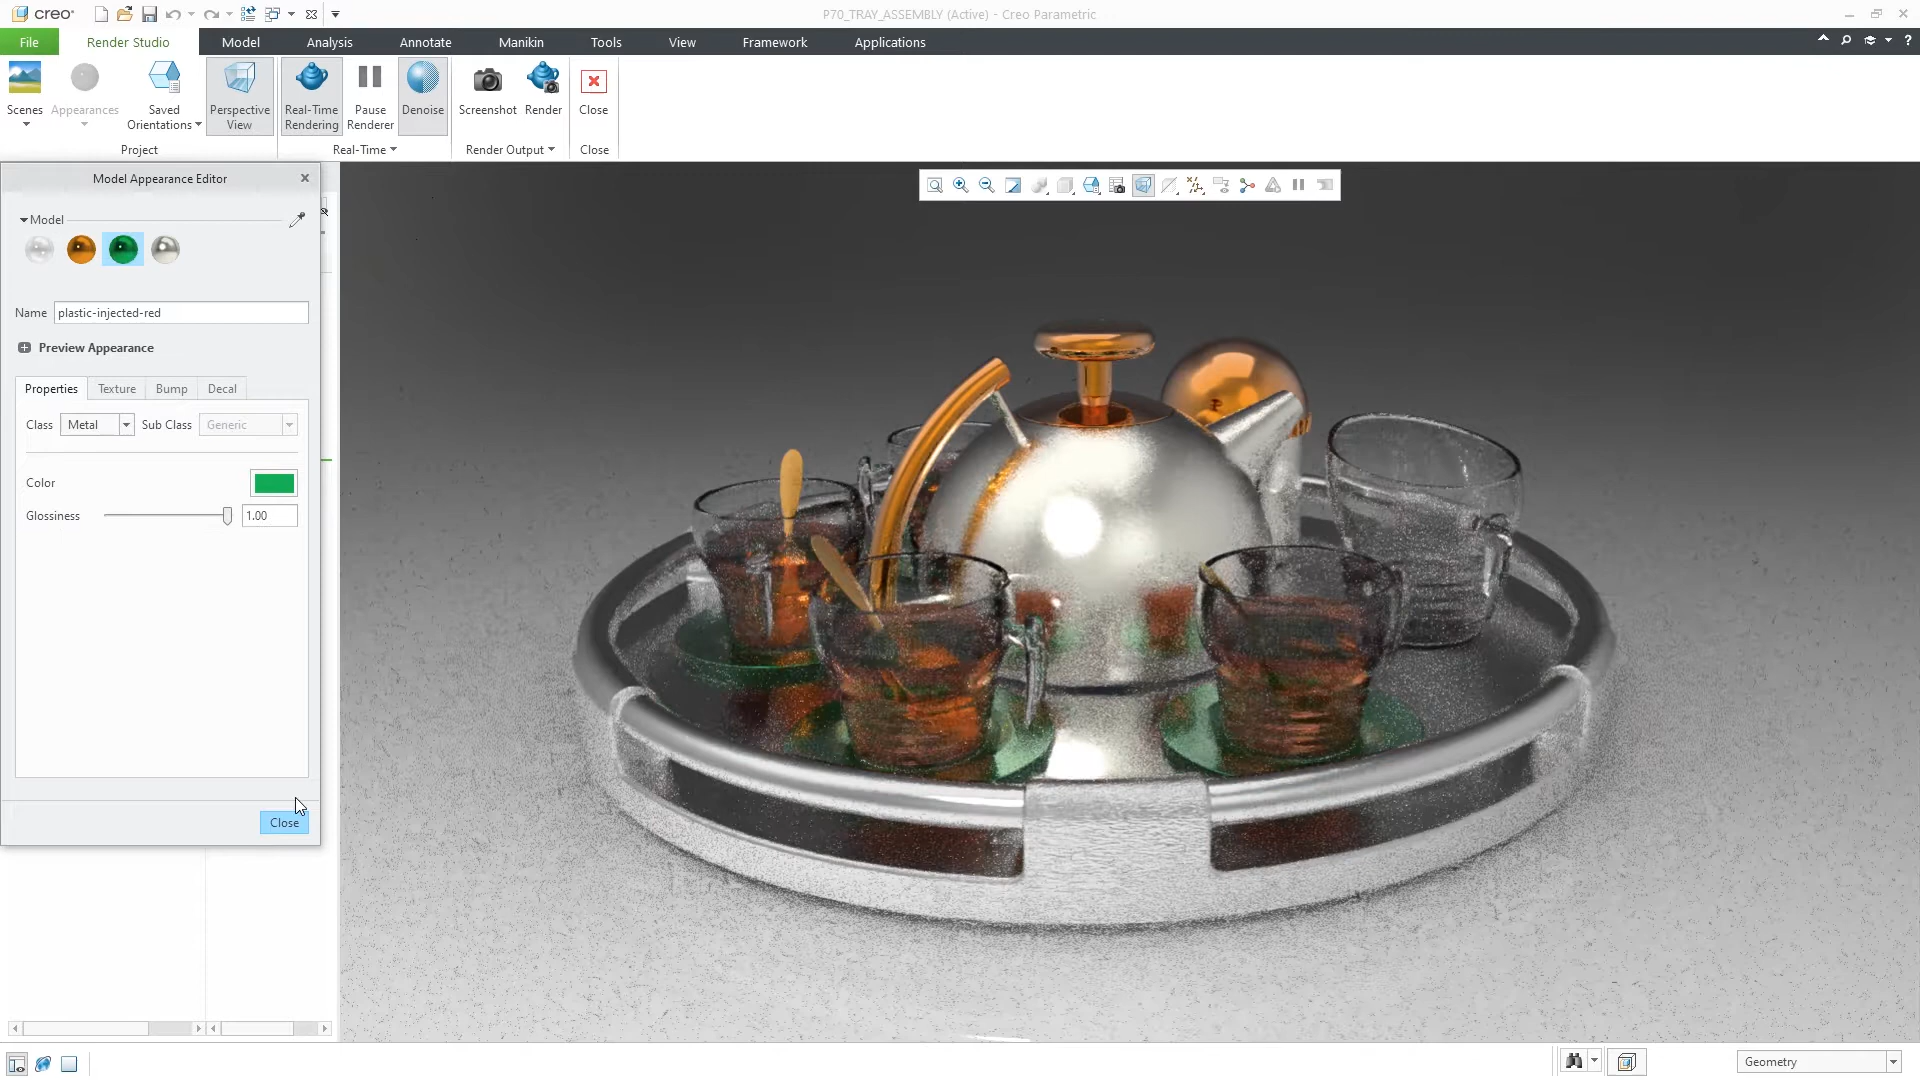 creo
P70_TRAY_ASSEMBLY (Active) - Creo Parametric
File
Render Studio
Model
Analysis
Annotate
Manikin
Tools
View
Framework
Applications
?
Scenes
Appearances
Saved
Orientations
Perspective
View
Real-Time
Rendering
Pause
Renderer
Denoise
Screenshot
Render
Close
Project
Real-Time
Render Output
Close
Model Appearance Editor
Model
Name
plastic-injected-red
Preview Appearance
Properties
Texture
Bump
Decal
Class
Metal
Sub Class
Generic
Color
Glossiness
1.00
Close
Geometry